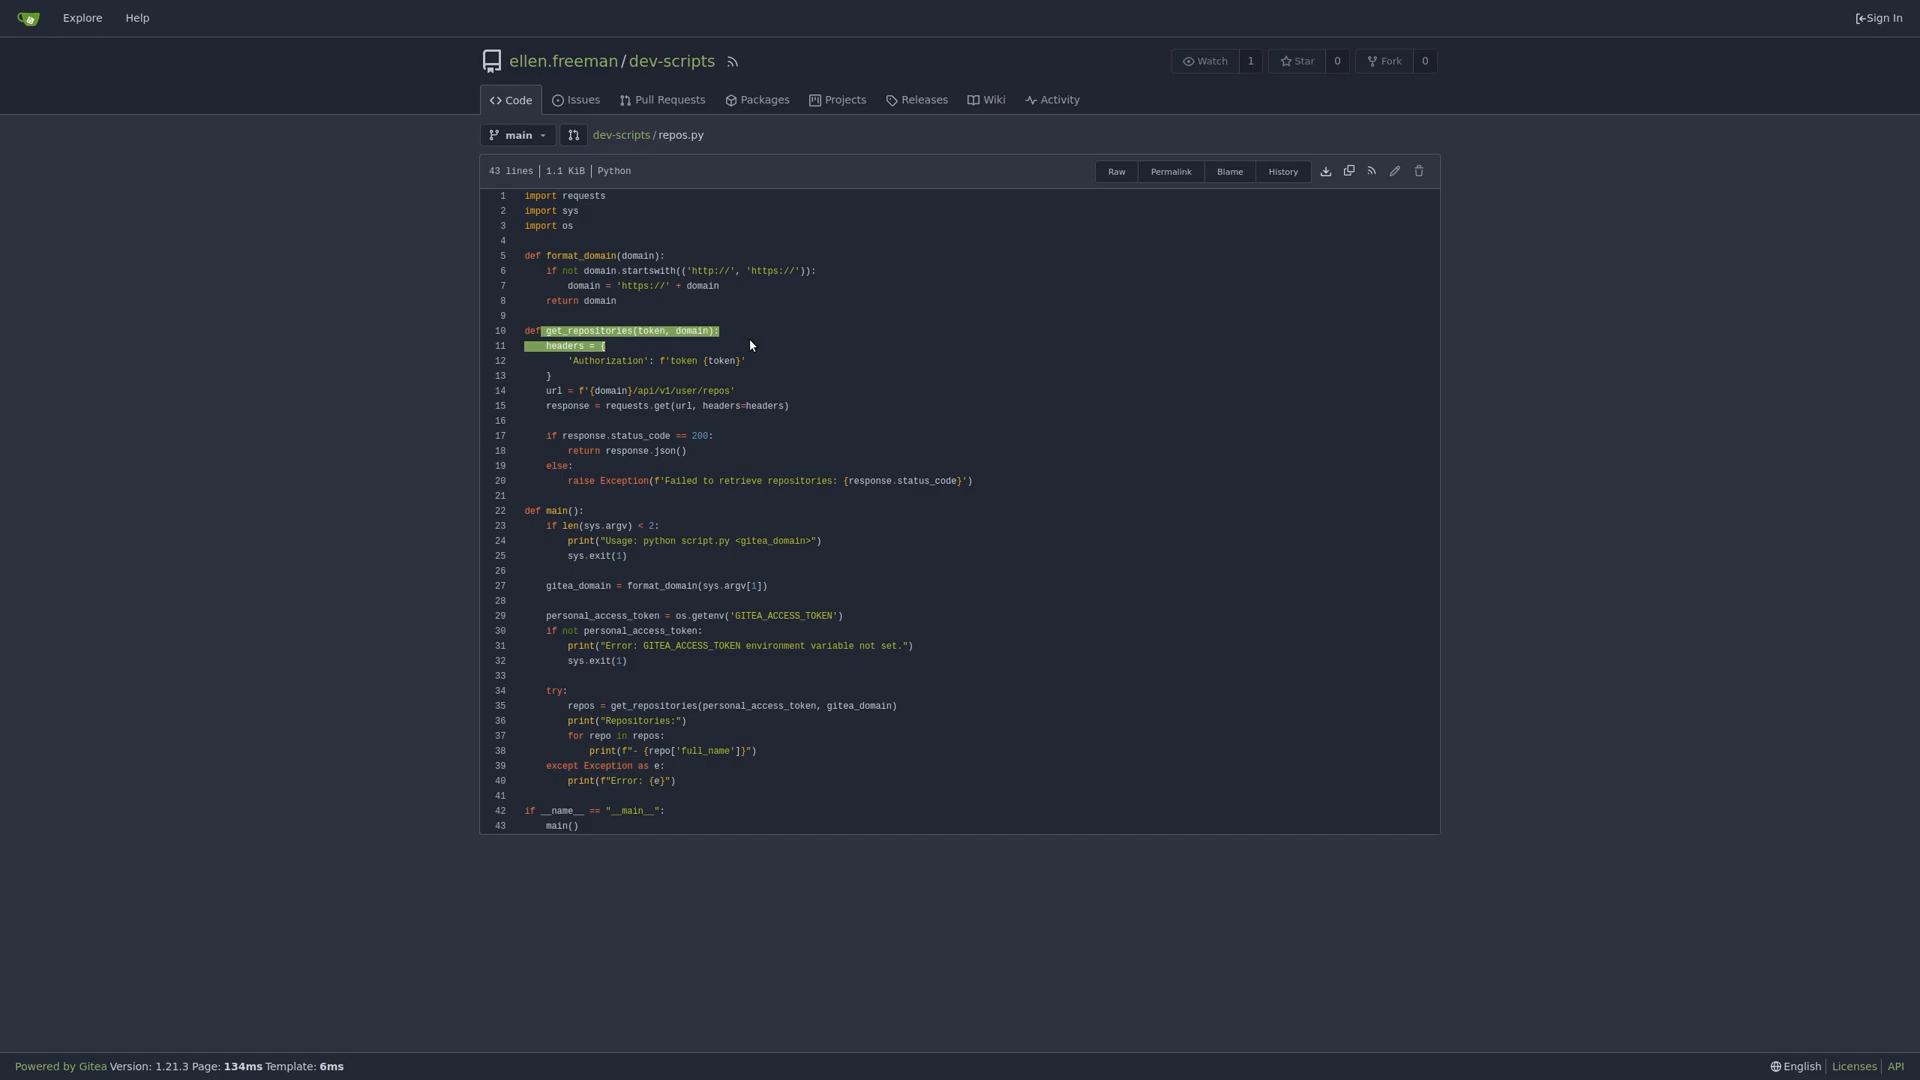 Explore
Help
Sign In
ellen.freeman/dev-scripts
Watch 1
Star 0
Fork 0
Code
Issues
Pull Requests
Packages
Projects
Releases
Wiki
Activity
main
dev-scripts/repos.py
43 lines | 1.1 KiB | Python
Raw
Permalink
Blame
History
1 import requests
2 import sys
3 import os
4
5 def format_domain(domain):
6     if not domain.startswith(('http://', 'https://')):
7         domain = 'https://' + domain
8     return domain
9
10 def get_repositories(token, domain):
11     headers = {
12         'Authorization': f'token {token}'
13     }
14     url = f'{domain}/api/v1/user/repos'
15     response = requests.get(url, headers=headers)
16
17     if response.status_code == 200:
18         return response.json()
19     else:
20         raise Exception(f'Failed to retrieve repositories: {response.status_code}')
21
22 def main():
23     if len(sys.argv) < 2:
24         print("Usage: python script.py <gitea_domain>")
25         sys.exit(1)
26
27     gitea_domain = format_domain(sys.argv[1])
28
29     personal_access_token = os.getenv('GITEA_ACCESS_TOKEN')
30     if not personal_access_token:
31         print("Error: GITEA_ACCESS_TOKEN environment variable not set.")
32         sys.exit(1)
33
34     try:
35         repos = get_repositories(personal_access_token, gitea_domain)
36         print("Repositories:")
37         for repo in repos:
38             print(f"- {repo['full_name']}")
39     except Exception as e:
40         print(f"Error: {e}")
41
42 if __name__ == "__main__":
43     main()
Powered by Gitea Version: 1.21.3 Page: 134ms Template: 6ms
English | Licenses | API